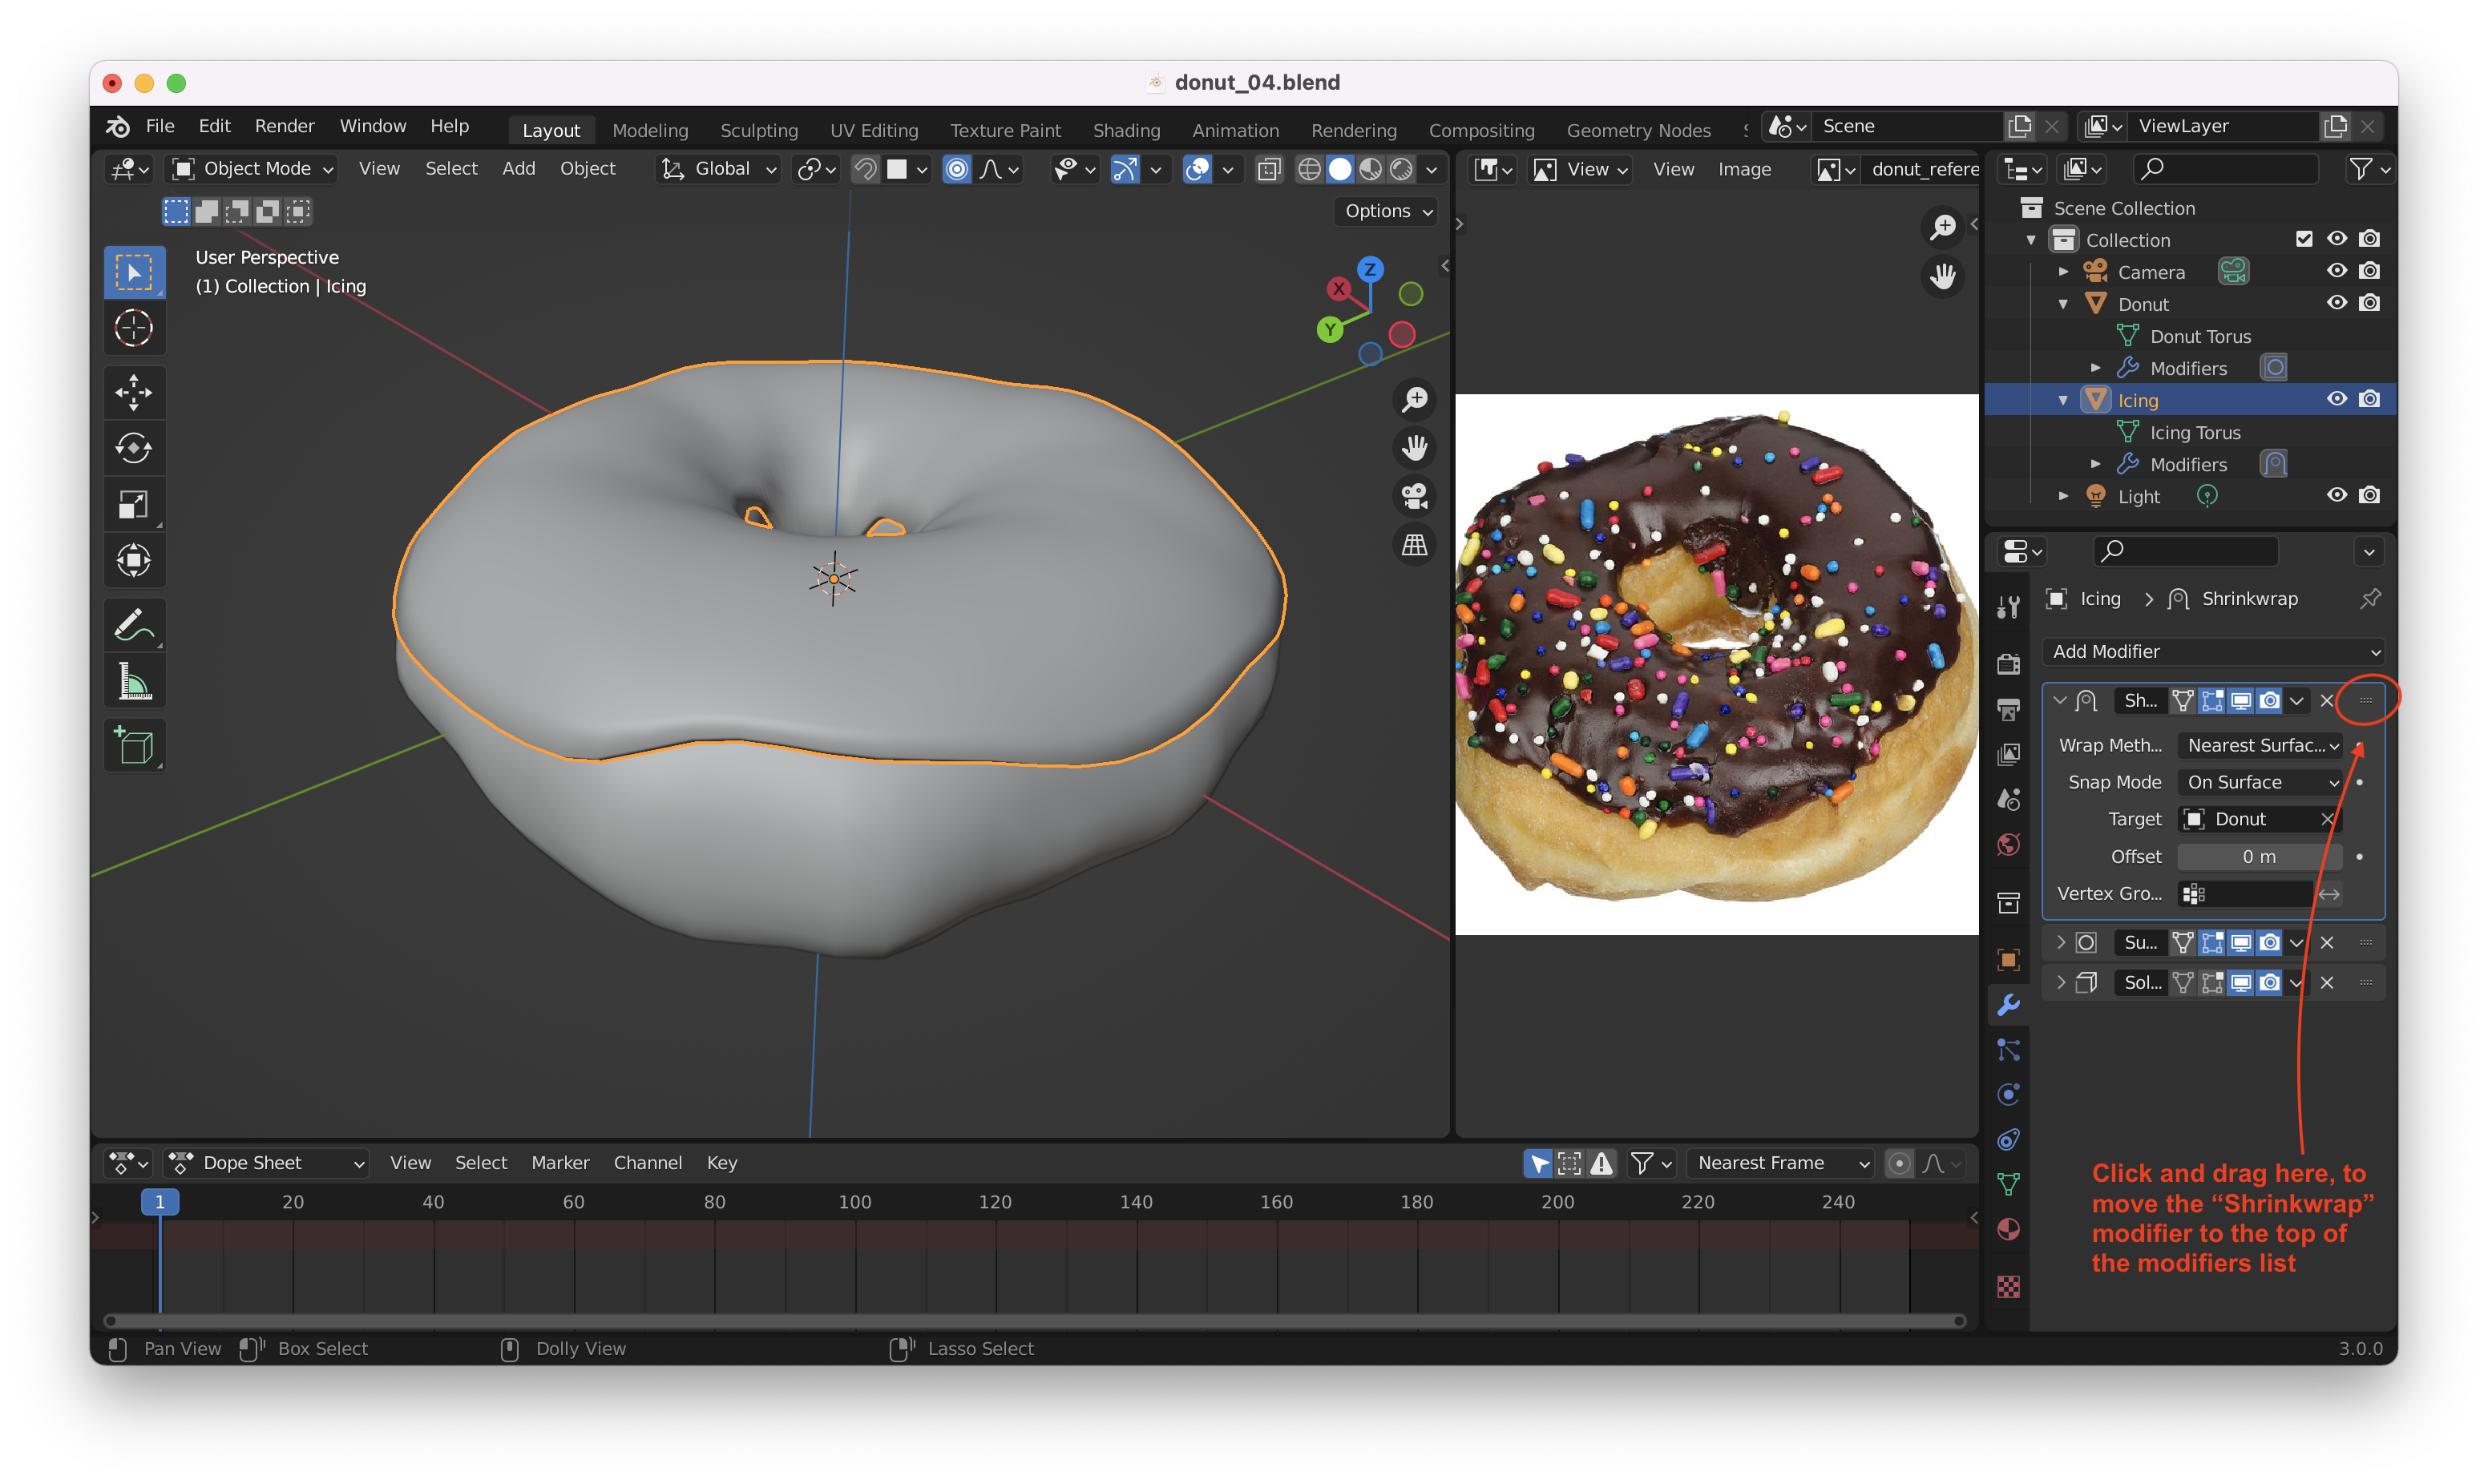 donut_04.blend
File Edit Render Window Help Layout Modeling Sculpting UV Editing Texture Paint Shading Animation Rendering Compositing Geometry Nodes Scene ViewLayer
Object Mode View Select Add Object Global View View Image donut_refere
Options
User Perspective
(1) Collection | Icing
Z
X
Y
Scene Collection
Collection
Camera
Donut
Donut Torus
Modifiers
Icing
Icing Torus
Modifiers
Light
Icing > Shrinkwrap
Add Modifier
Sh...
Wrap Meth... Nearest Surfac...
Snap Mode On Surface
Target Donut
Offset 0 m
Vertex Gro...
Su...
Sol...
Click and drag here, to
move the “Shrinkwrap”
modifier to the top of
the modifiers list
Dope Sheet View Select Marker Channel Key Nearest Frame
1 20 40 60 80 100 120 140 160 180 200 220 240
Pan View Box Select Dolly View Lasso Select 3.0.0